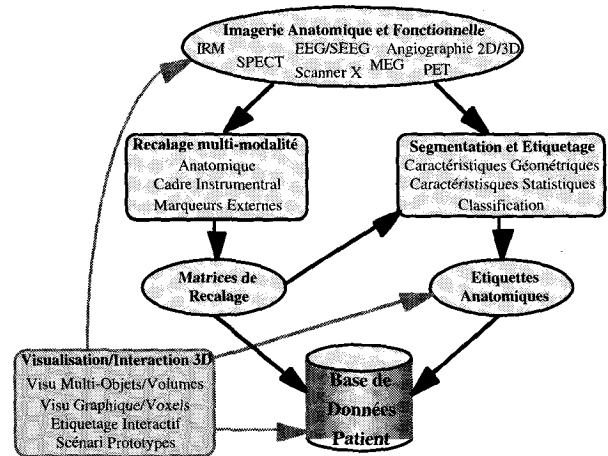 Imagerie Anatomique et Fonctionnelle
IRM EEG/SEEG Angiographie 2D/3D
SPECT MEG
Scanner X PET
Recalage multi-modalité
Anatomique
Cadre Instrumentral
Marqueurs Externes
Segmentation et Etiquetage
Caractéristiques Géométriques
Caractéristisques Statistiques
Classification
Matrices de
Recalage
Etiquettes
Anatomiques
Visualisation/Interaction 3D
Visu Multi-Objets/Volumes
Visu Graphique/Voxels
Etiquetage Interactif
Scénari Prototypes
Base de
Données
Patient